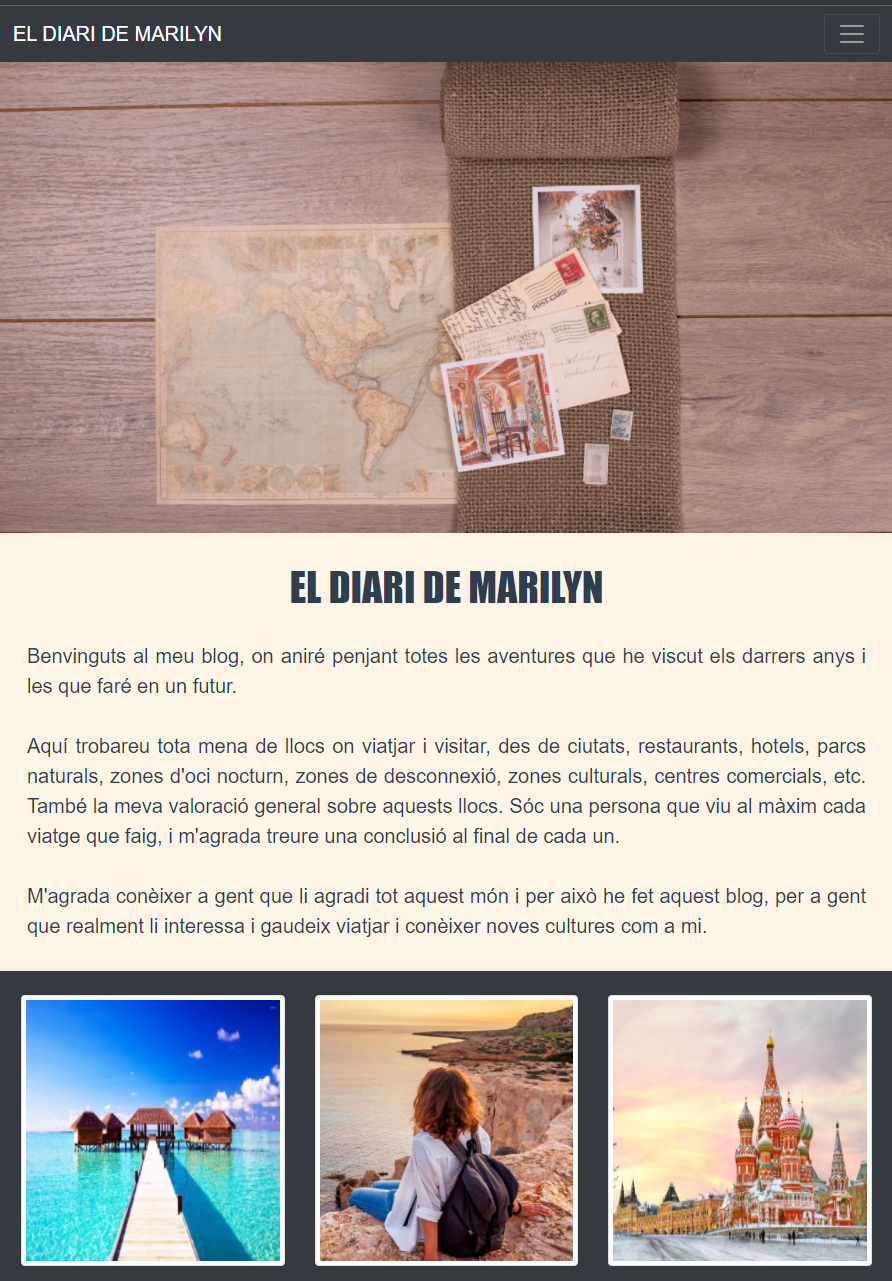 EL DIARI DE MARILYN
POST CARD
EL DIARI DE MARILYN
Benvinguts al meu blog, on aniré penjant totes les aventures que he viscut els darrers anys i
les que faré en un futur.
Aquí trobareu tota mena de llocs on viatjar i visitar, des de ciutats, restaurants, hotels, parcs
naturals, zones d'oci nocturn, zones de desconnexió, zones culturals, centres comercials, etc.
També la meva valoració general sobre aquests llocs. Sóc una persona que viu al màxim cada
viatge que faig, i m'agrada treure una conclusió al final de cada un.
M'agrada conèixer a gent que li agradi tot aquest món i per això he fet aquest blog, per a gent
que realment li interessa i gaudeix viatjar i conèixer noves cultures com a mi.